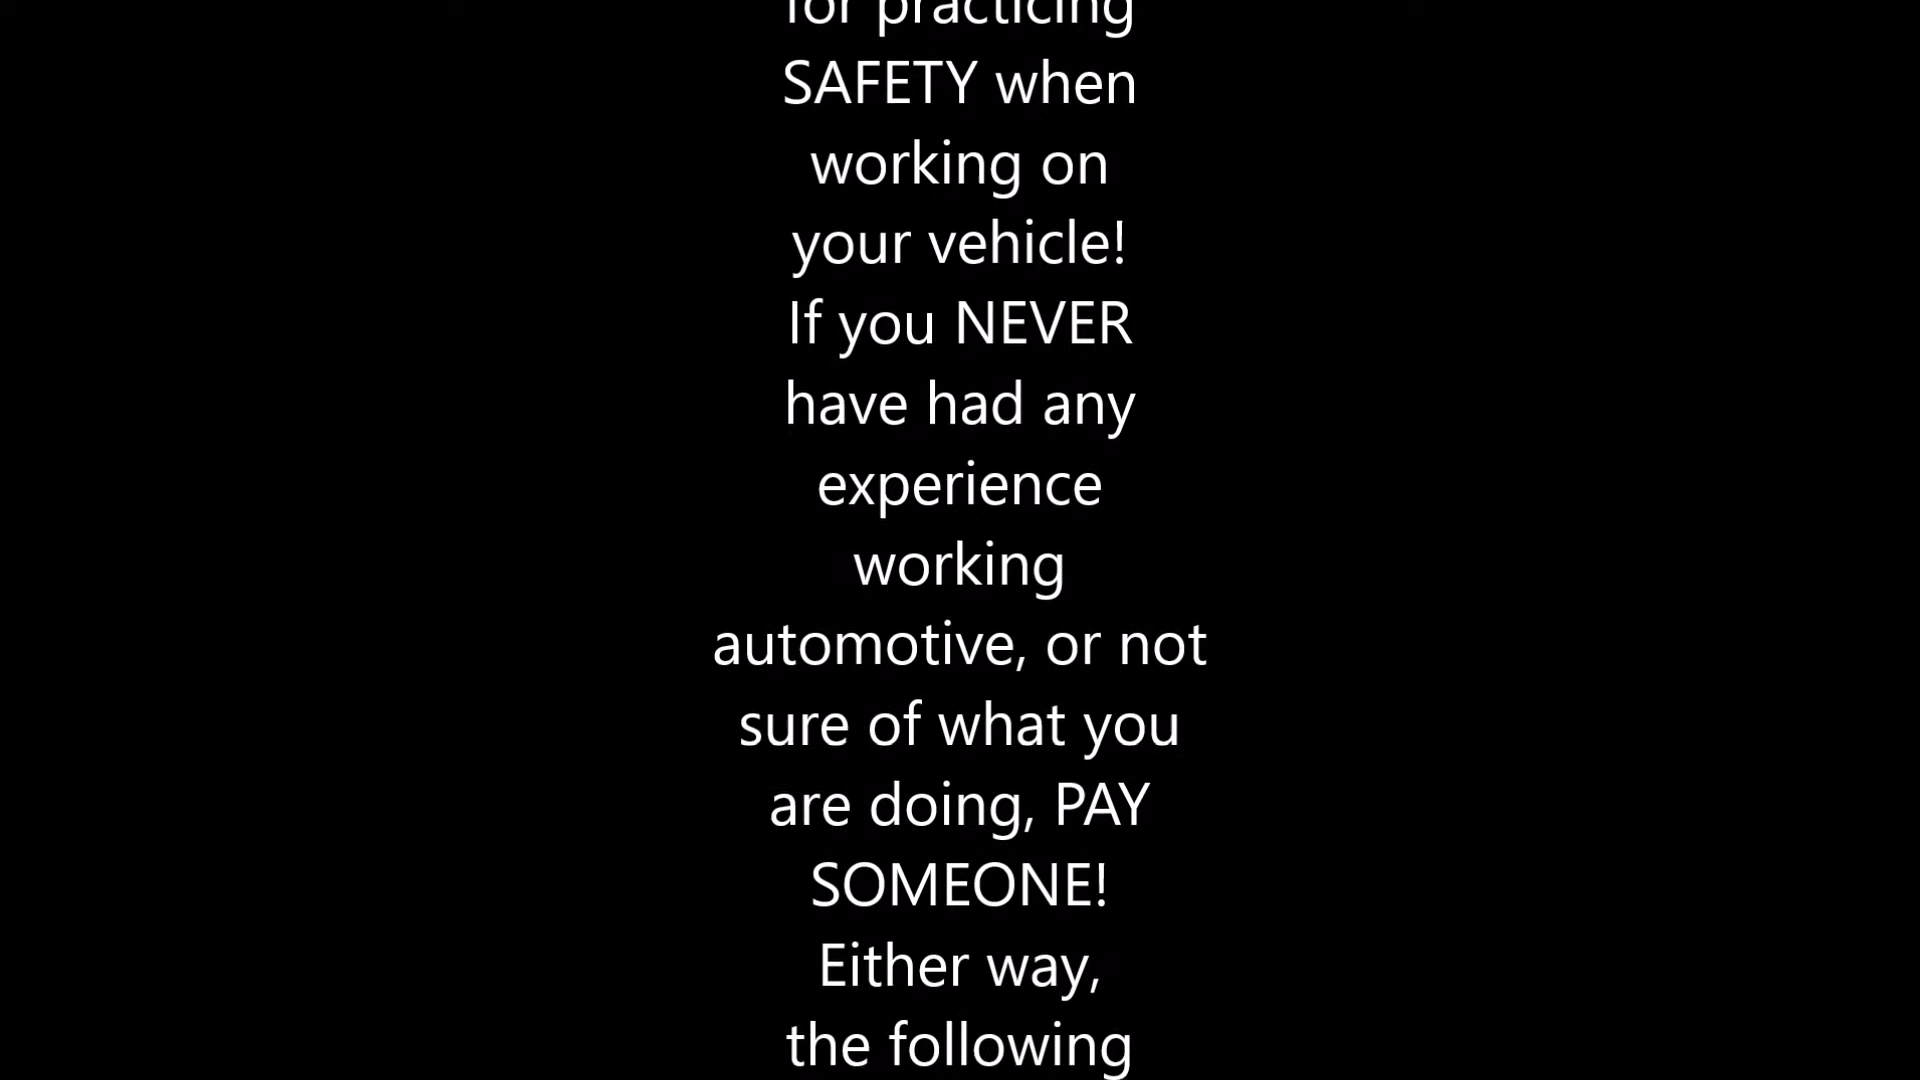 for practicing
SAFETY when
working on
your vehicle!
If you NEVER
have had any
experience
working
automotive, or not
sure of what you
are doing, PAY
SOMEONE!
Either way,
the following